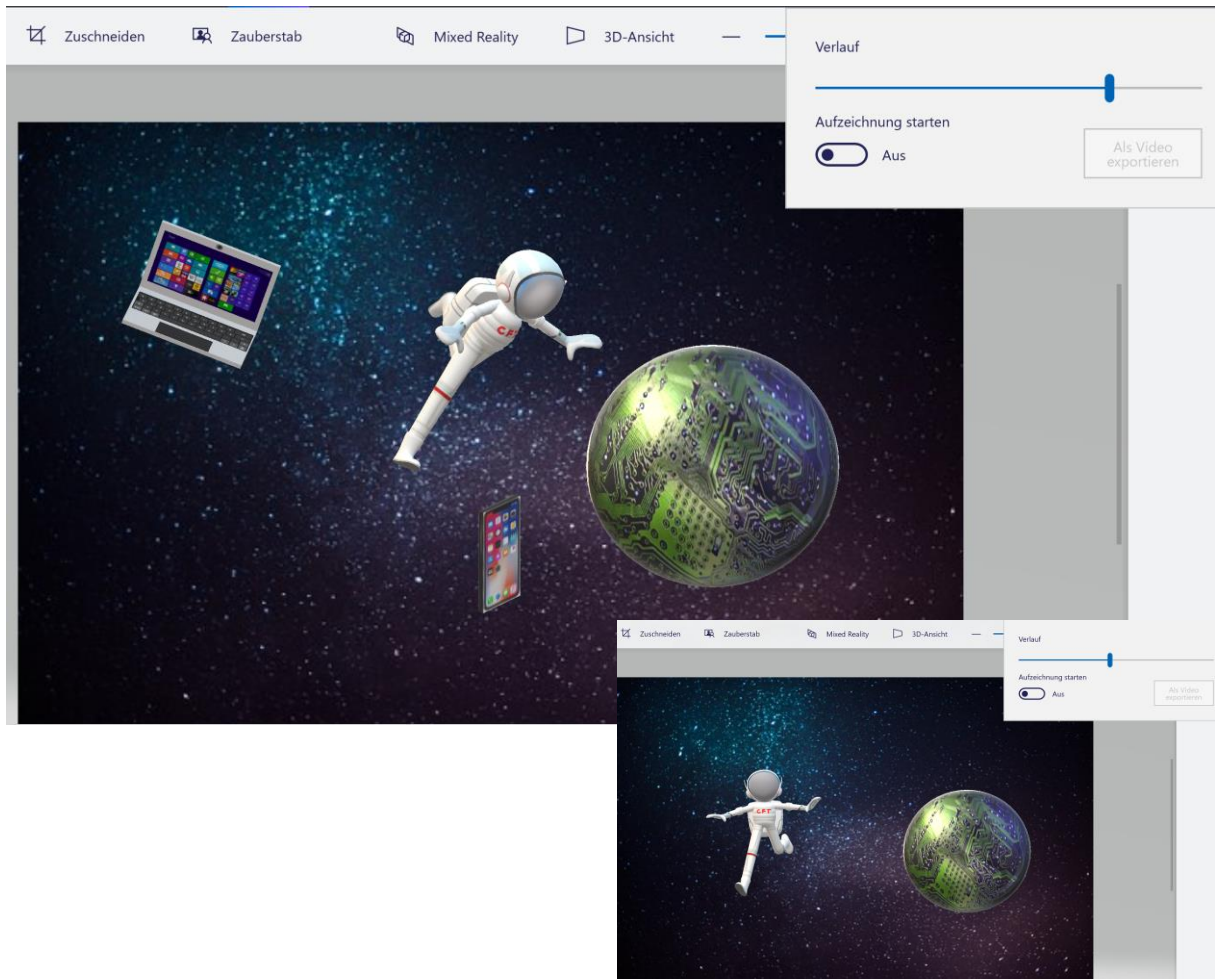 Zuschneiden
Zauberstab
Mixed Reality
3D-Ansicht
Verlauf
Aufzeichnung starten
Aus
Als Video
exportieren
CFT
Zuschneiden
Zauberstab
Mixed Reality
3D-Ansicht
Verlauf
Aufzeichnung starten
Aus
Als Video
exportieren
CFT